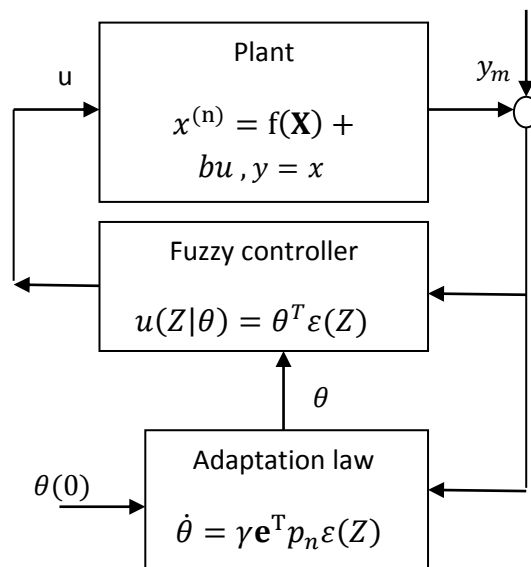 Plant
u
y_m
x^{(n)} = f(𝐗) +
bu , y = x
Fuzzy controller
u(Z|θ) = θ^T ε(Z)
θ
Adaptation law
θ(0)
θ̇ = γ𝐞^T p_n ε(Z)